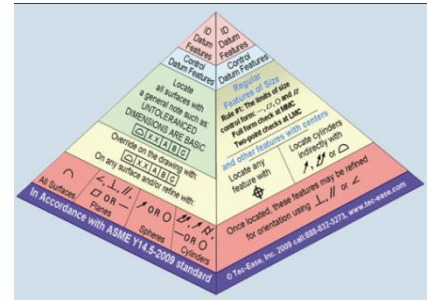 ID
Datum
Features
Control
Datum Features
Locate
all surfaces with
a general note such as:
UNTOLERANCED
DIMENSIONS ARE BASIC
⌓ X X A B C
Override on the drawing with:
⌓ X X A B C
On any surface and/or refine with:
⌒
All Surfaces
∠, ⊥, //
▱ OR —
Planes
OR ○
Spheres
— OR ○
Cylinders
In Accordance with ASME Y14.5-2009 standard
ID
Datum
Features
Control
Datum Features
Regular
Features of Size
Rule #1: The limits of size
control form: —, ▱, ○ and ⌭
Full form check at MMC
Two-point checks at LMC
and other features with centers
Locate any
feature with
⌖
Locate cylinders
indirectly with
↗, ⌰ or ⌓
Once located, these features may be refined
for orientation using ⊥, // or ∠
© Tec-Ease, Inc. 2009 call:888-832-3273, www.tec-ease.com